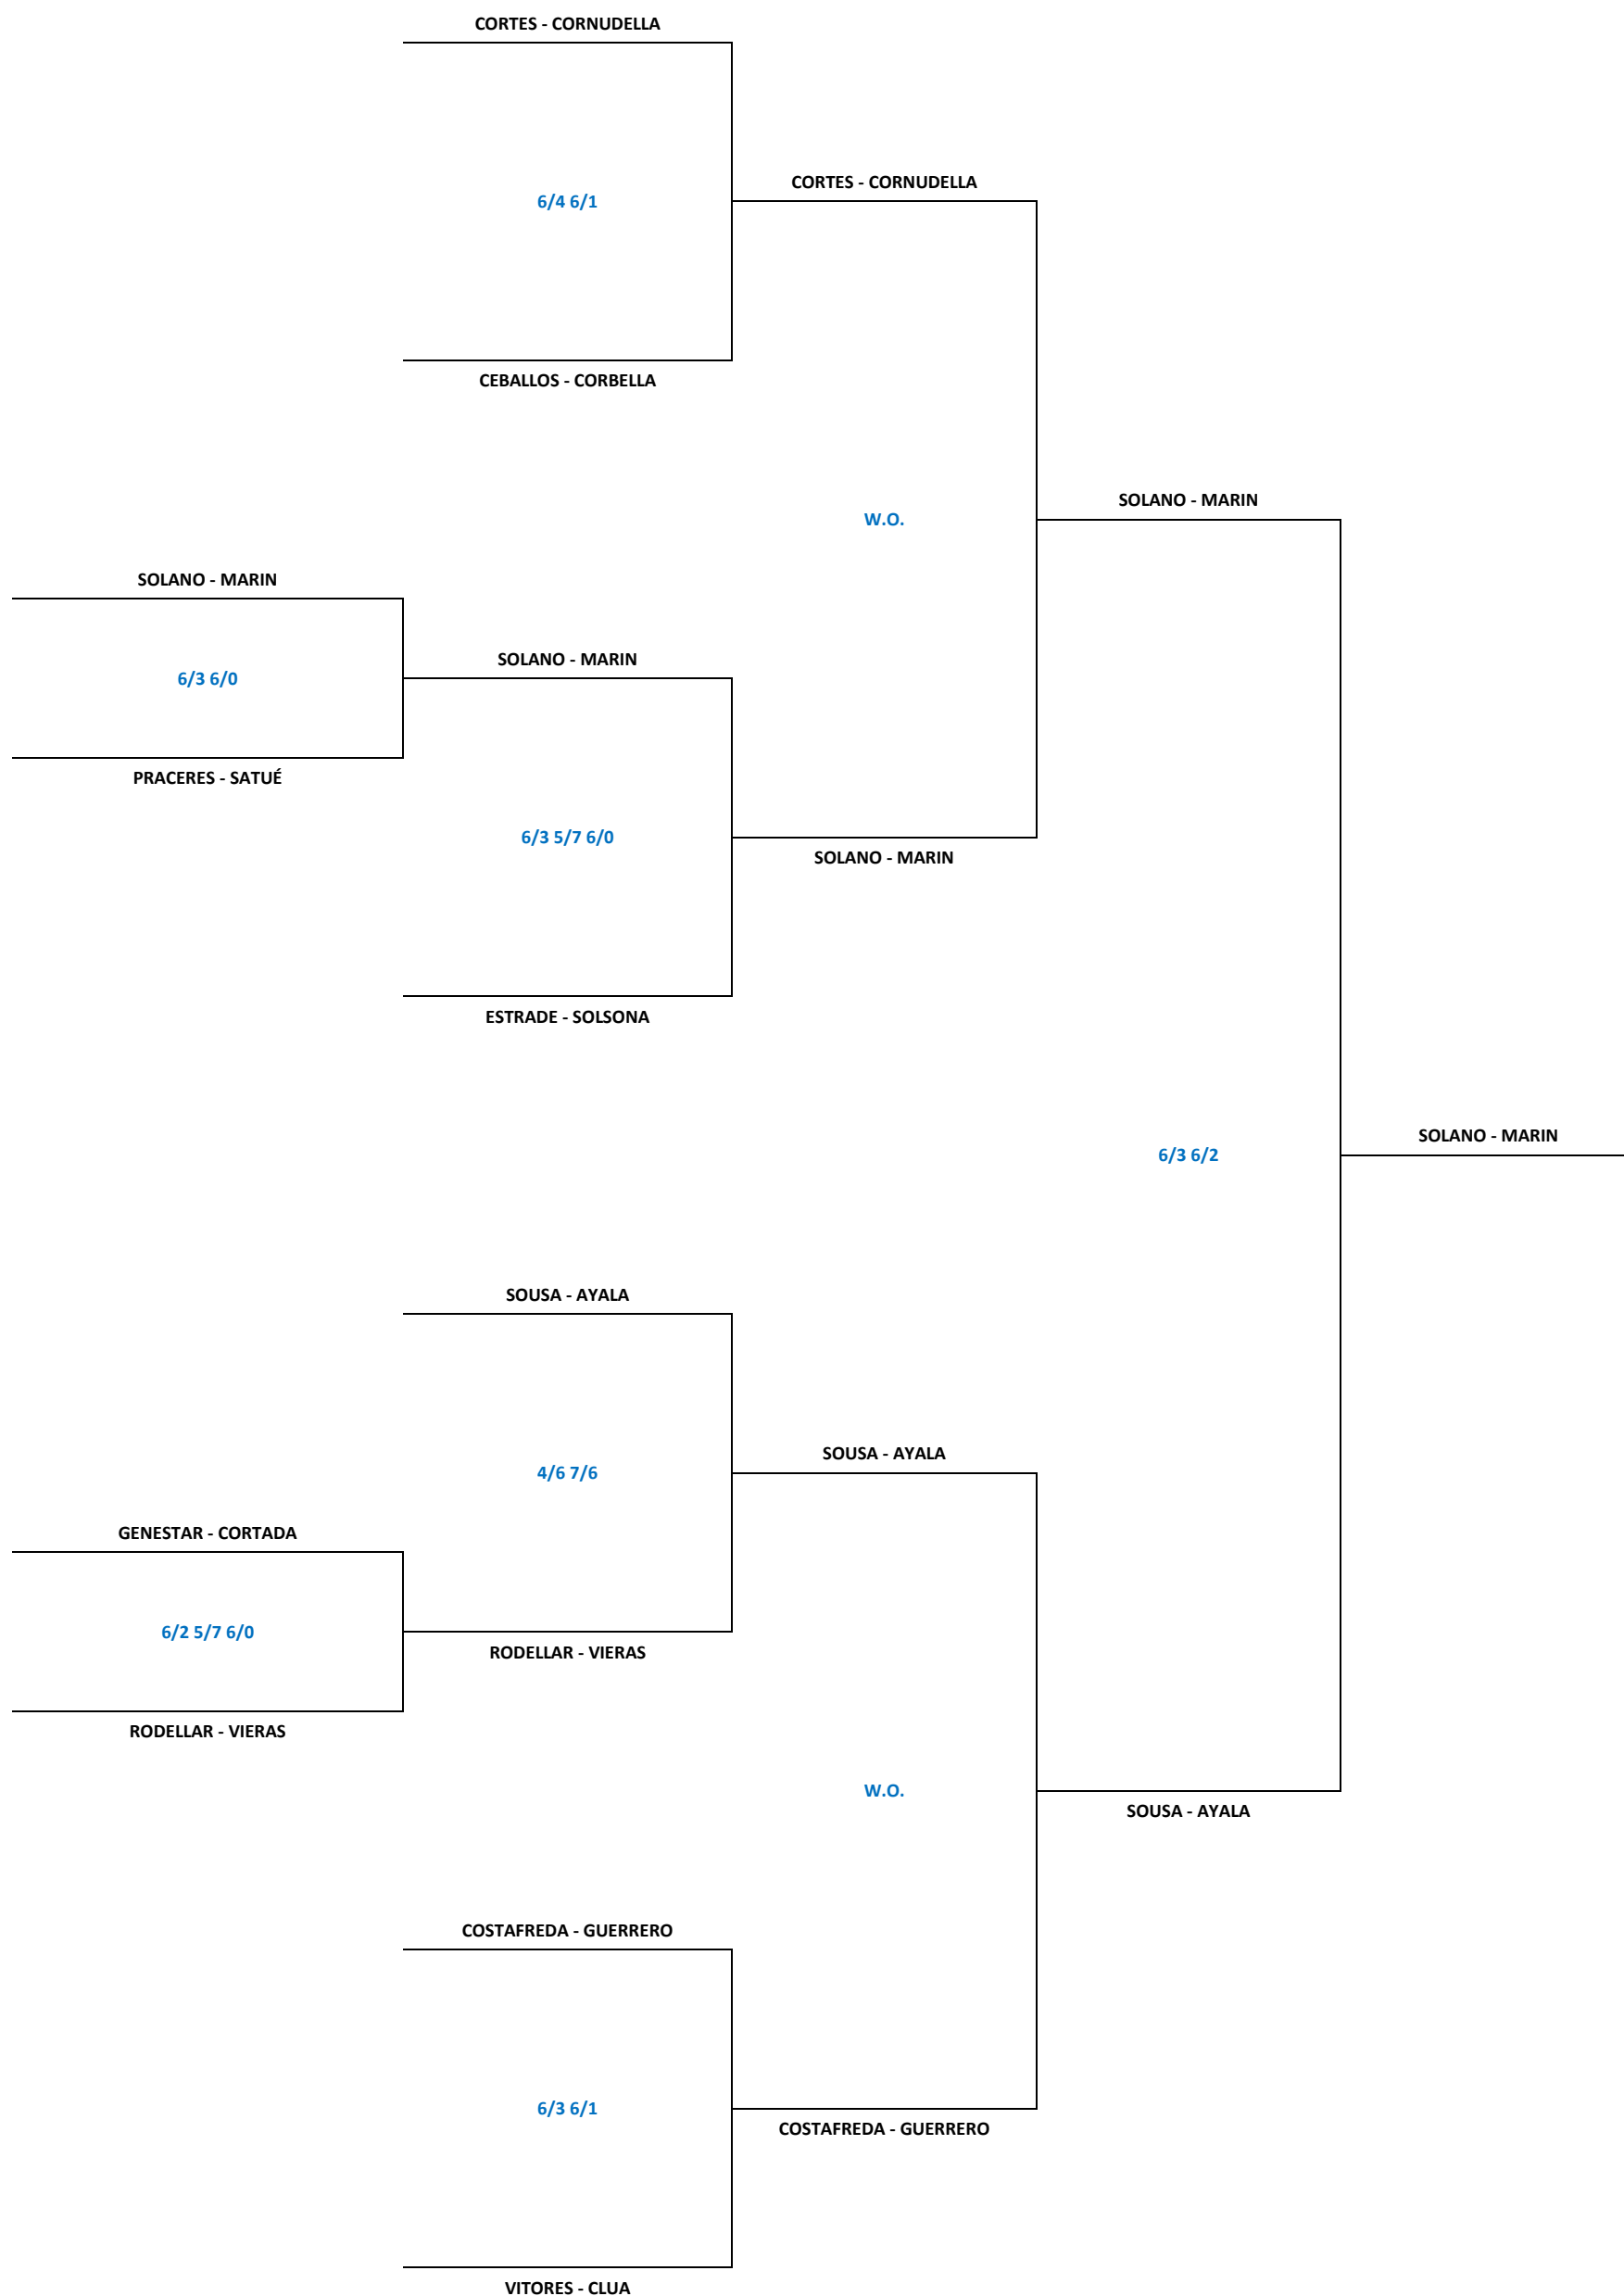 CORTES - CORNUDELLA
CORTES - CORNUDELLA
6/4 6/1
CEBALLOS - CORBELLA
SOLANO - MARIN
W.O.
SOLANO - MARIN
SOLANO - MARIN
6/3 6/0
PRACERES - SATUÉ
6/3 5/7 6/0
SOLANO - MARIN
ESTRADE - SOLSONA
SOLANO - MARIN
6/3 6/2
SOUSA - AYALA
SOUSA - AYALA
4/6 7/6
GENESTAR - CORTADA
6/2 5/7 6/0
RODELLAR - VIERAS
RODELLAR - VIERAS
W.O.
SOUSA - AYALA
COSTAFREDA - GUERRERO
6/3 6/1
COSTAFREDA - GUERRERO
VITORES - CLUA